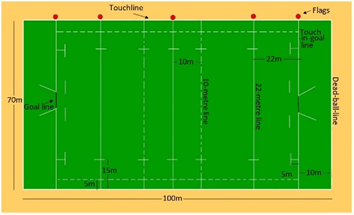 Touchline
Flags
Touch
-in-goal
line
10m
22m
10-metre line
22-metre line
Dead-ball-line
70m
Goal line
15m
5m
5m
10m
100m